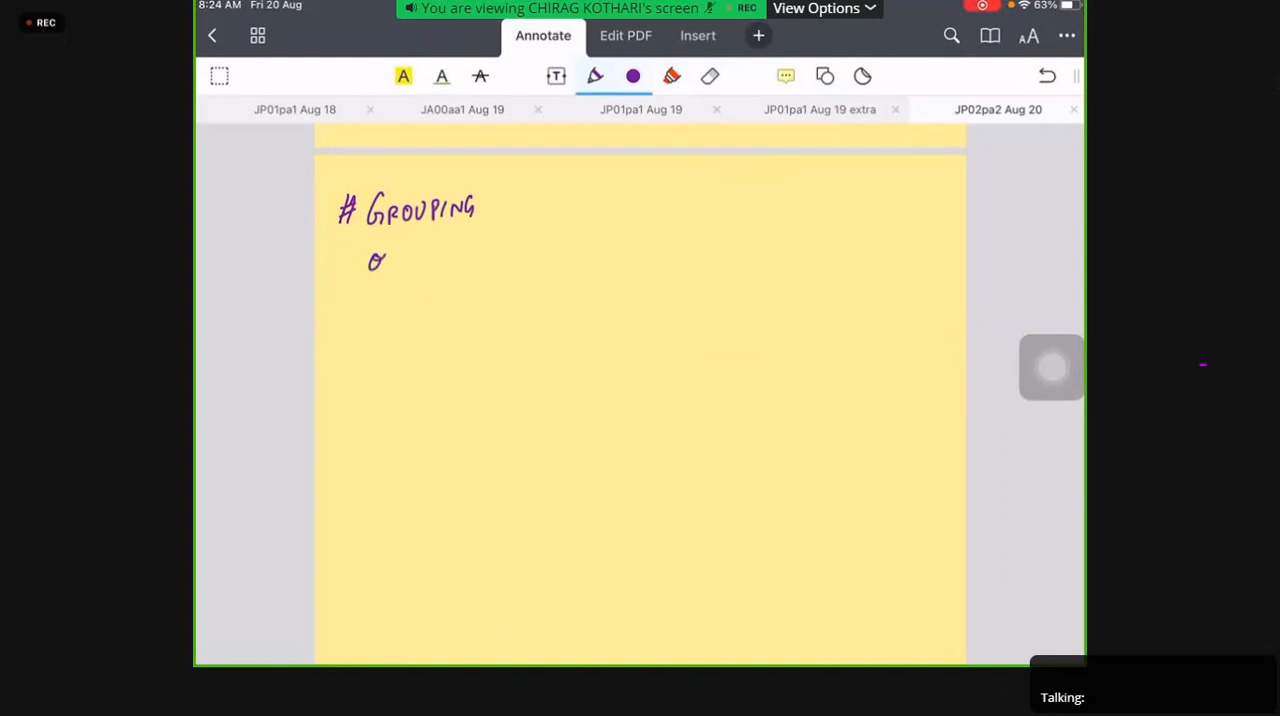 REC
8:24 AM Fri 20 Aug
You are viewing CHIRAG KOTHARI's screen
REC
View Options
63%
Annotate
Edit PDF
Insert
+
AA
A
A
A
T
JP01pa1 Aug 18
JA00aa1 Aug 19
JP01pa1 Aug 19
JP01pa1 Aug 19 extra
JP02pa2 Aug 20
# GROUPING
Talking: